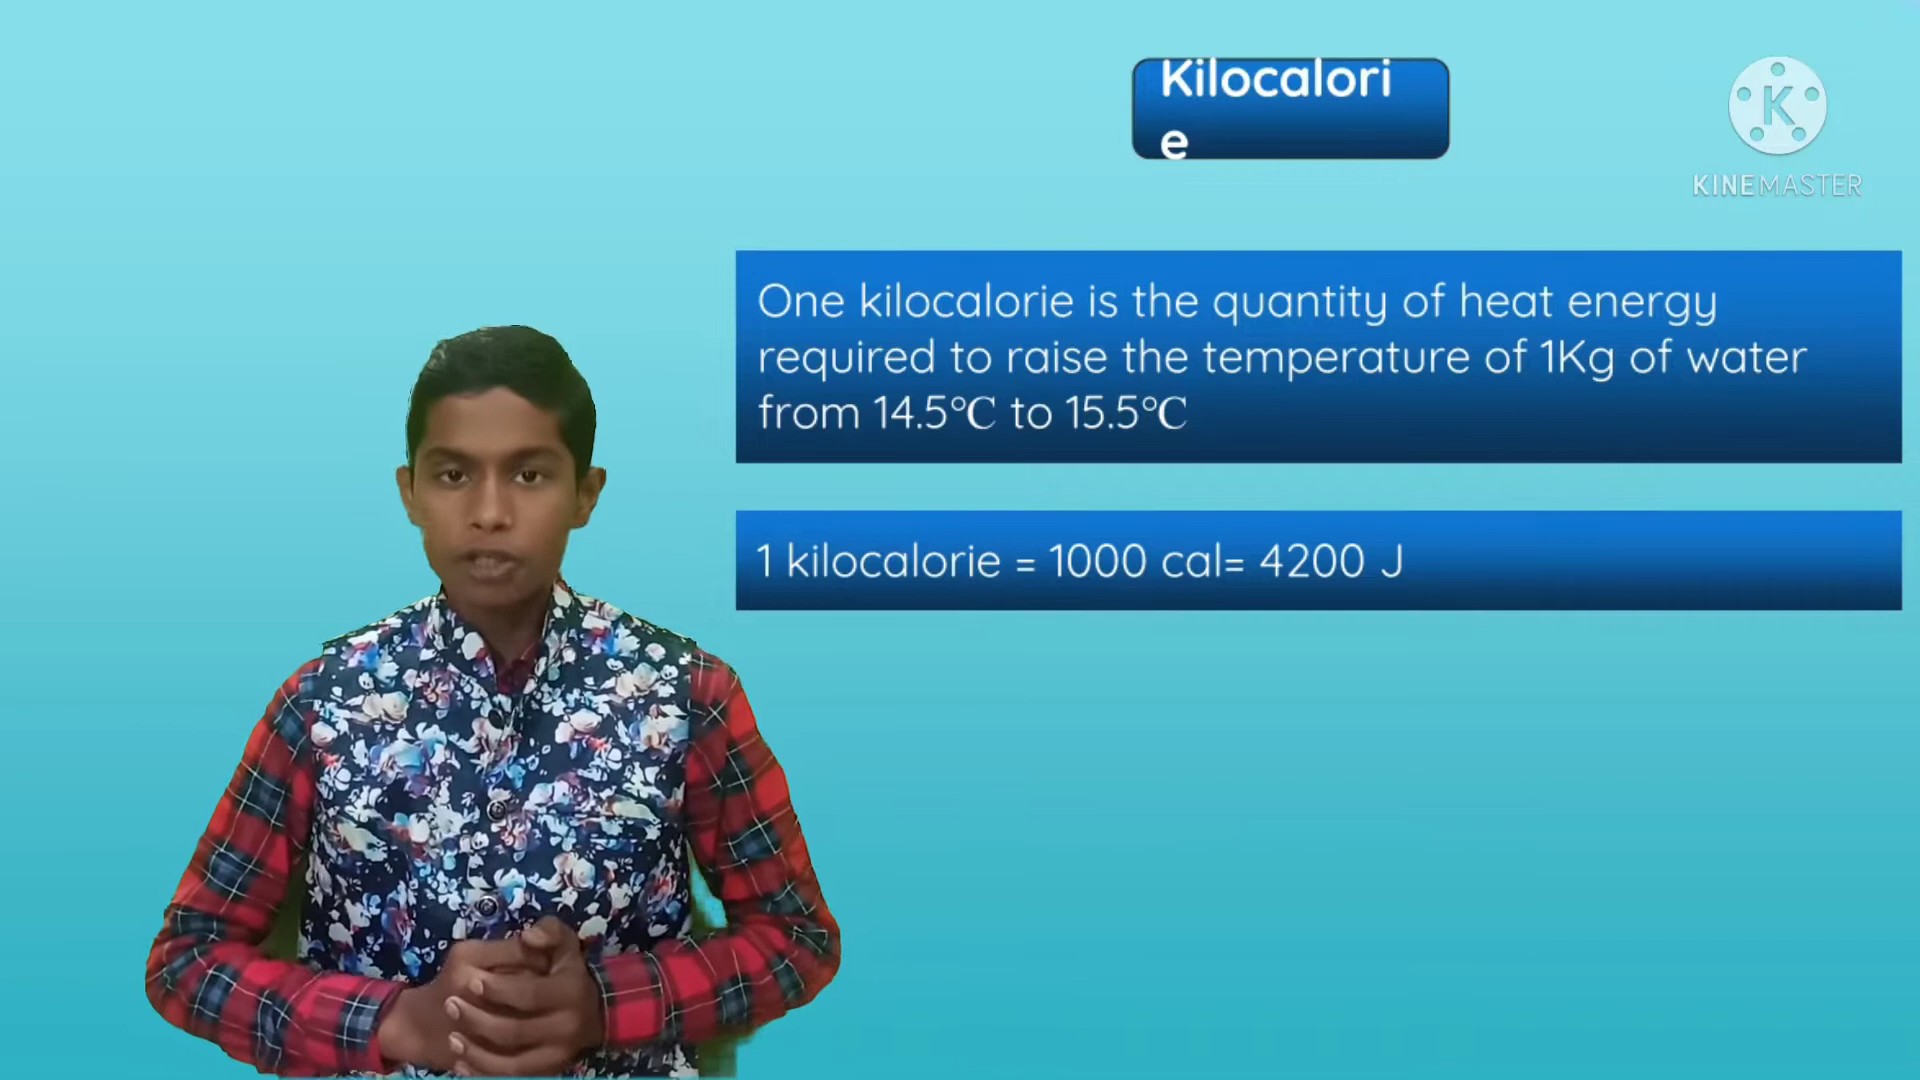 Kilocalori
e
K
KINEMASTER
One kilocalorie is the quantity of heat energy
required to raise the temperature of 1Kg of water
from 14.5℃ to 15.5℃
1 kilocalorie = 1000 cal= 4200 J